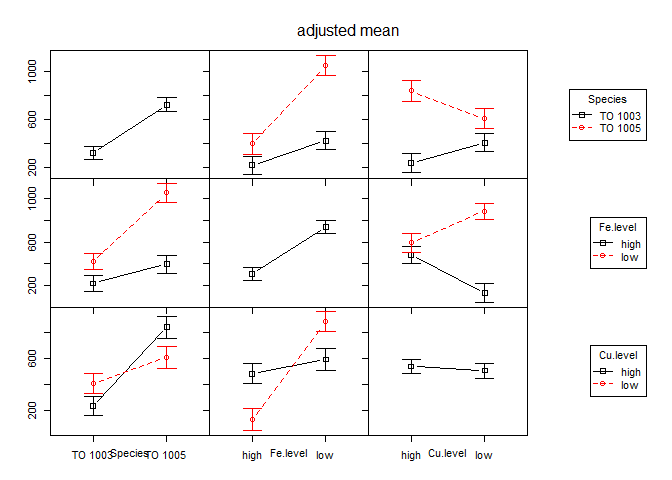 adjusted mean
1000
600
200
Species
TO 1003
TO 1005
1000
600
200
Fe.level
high
low
600
200
Cu.level
high
low
TO 1003 Species TO 1005 high Fe.level low high Cu.level low